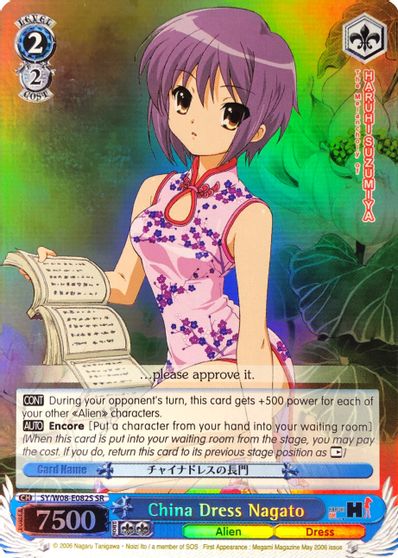 LEVEL
2
2
COST
The Melancholy of
HARUHI SUZUMIYA
...please approve it.
CONT During your opponent's turn, this card gets +500 power for each of
your other «Alien» characters.
AUTO Encore [Put a character from your hand into your waiting room]
(When this card is put into your waiting room from the stage, you may pay
the cost. If you do, return this card to its previous stage position as ▶)
Card Name チャイナドレスの長門
CH SY/W08-E082S SR
China Dress Nagato
POWER 7500
Alien Dress
© 2006 Nagaru Tanigawa・Noizi Ito / a member of SOS First Appearance : Megami Magazine May 2006 issue